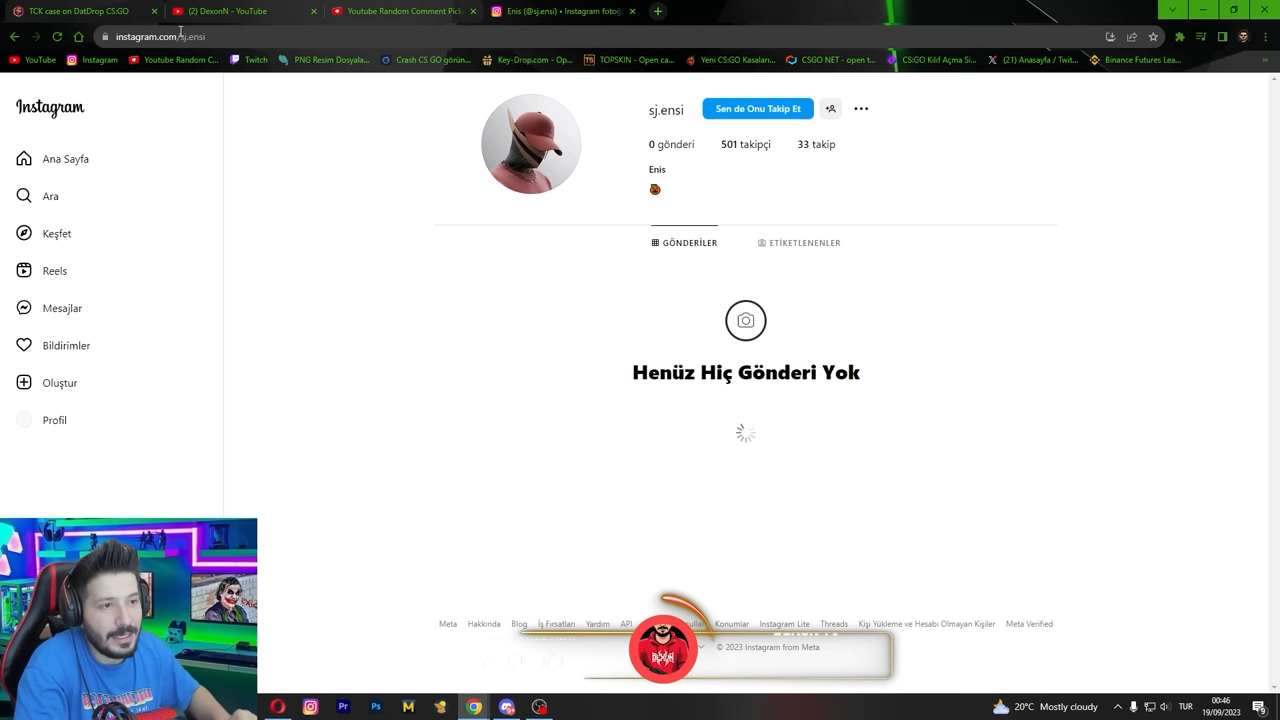 TCK case on DatDrop CS:GO
(2) DexonN - YouTube
Youtube Random Comment Pick
Enis (@sj.ensi) • Instagram fotoğ
instagram.com/sj.ensi
YouTube
Instagram
Youtube Random C...
Twitch
PNG Resim Dosyala...
Crash CS GO görün...
Key-Drop.com - Op...
TOPSKIN - Open ca...
Yeni CS:GO Kasaları...
CSGO NET - open t...
CS:GO Kılıf Açma Si...
(21) Anasayfa / Twit...
Binance Futures Lea...
Instagram
sj.ensi
Sen de Onu Takip Et
0 gönderi
501 takipçi
33 takip
Enis
GÖNDERİLER
ETİKETLENENLER
Ana Sayfa
Ara
Keşfet
Reels
Mesajlar
Bildirimler
Oluştur
Profil
Henüz Hiç Gönderi Yok
Meta
Hakkında
Blog
İş Fırsatları
Yardım
API
Konumlar
Instagram Lite
Threads
Kişi Yükleme ve Hesabı Olmayan Kişiler
Meta Verified
© 2023 Instagram from Meta
20°C Mostly cloudy
TUR
00:46
19/09/2023